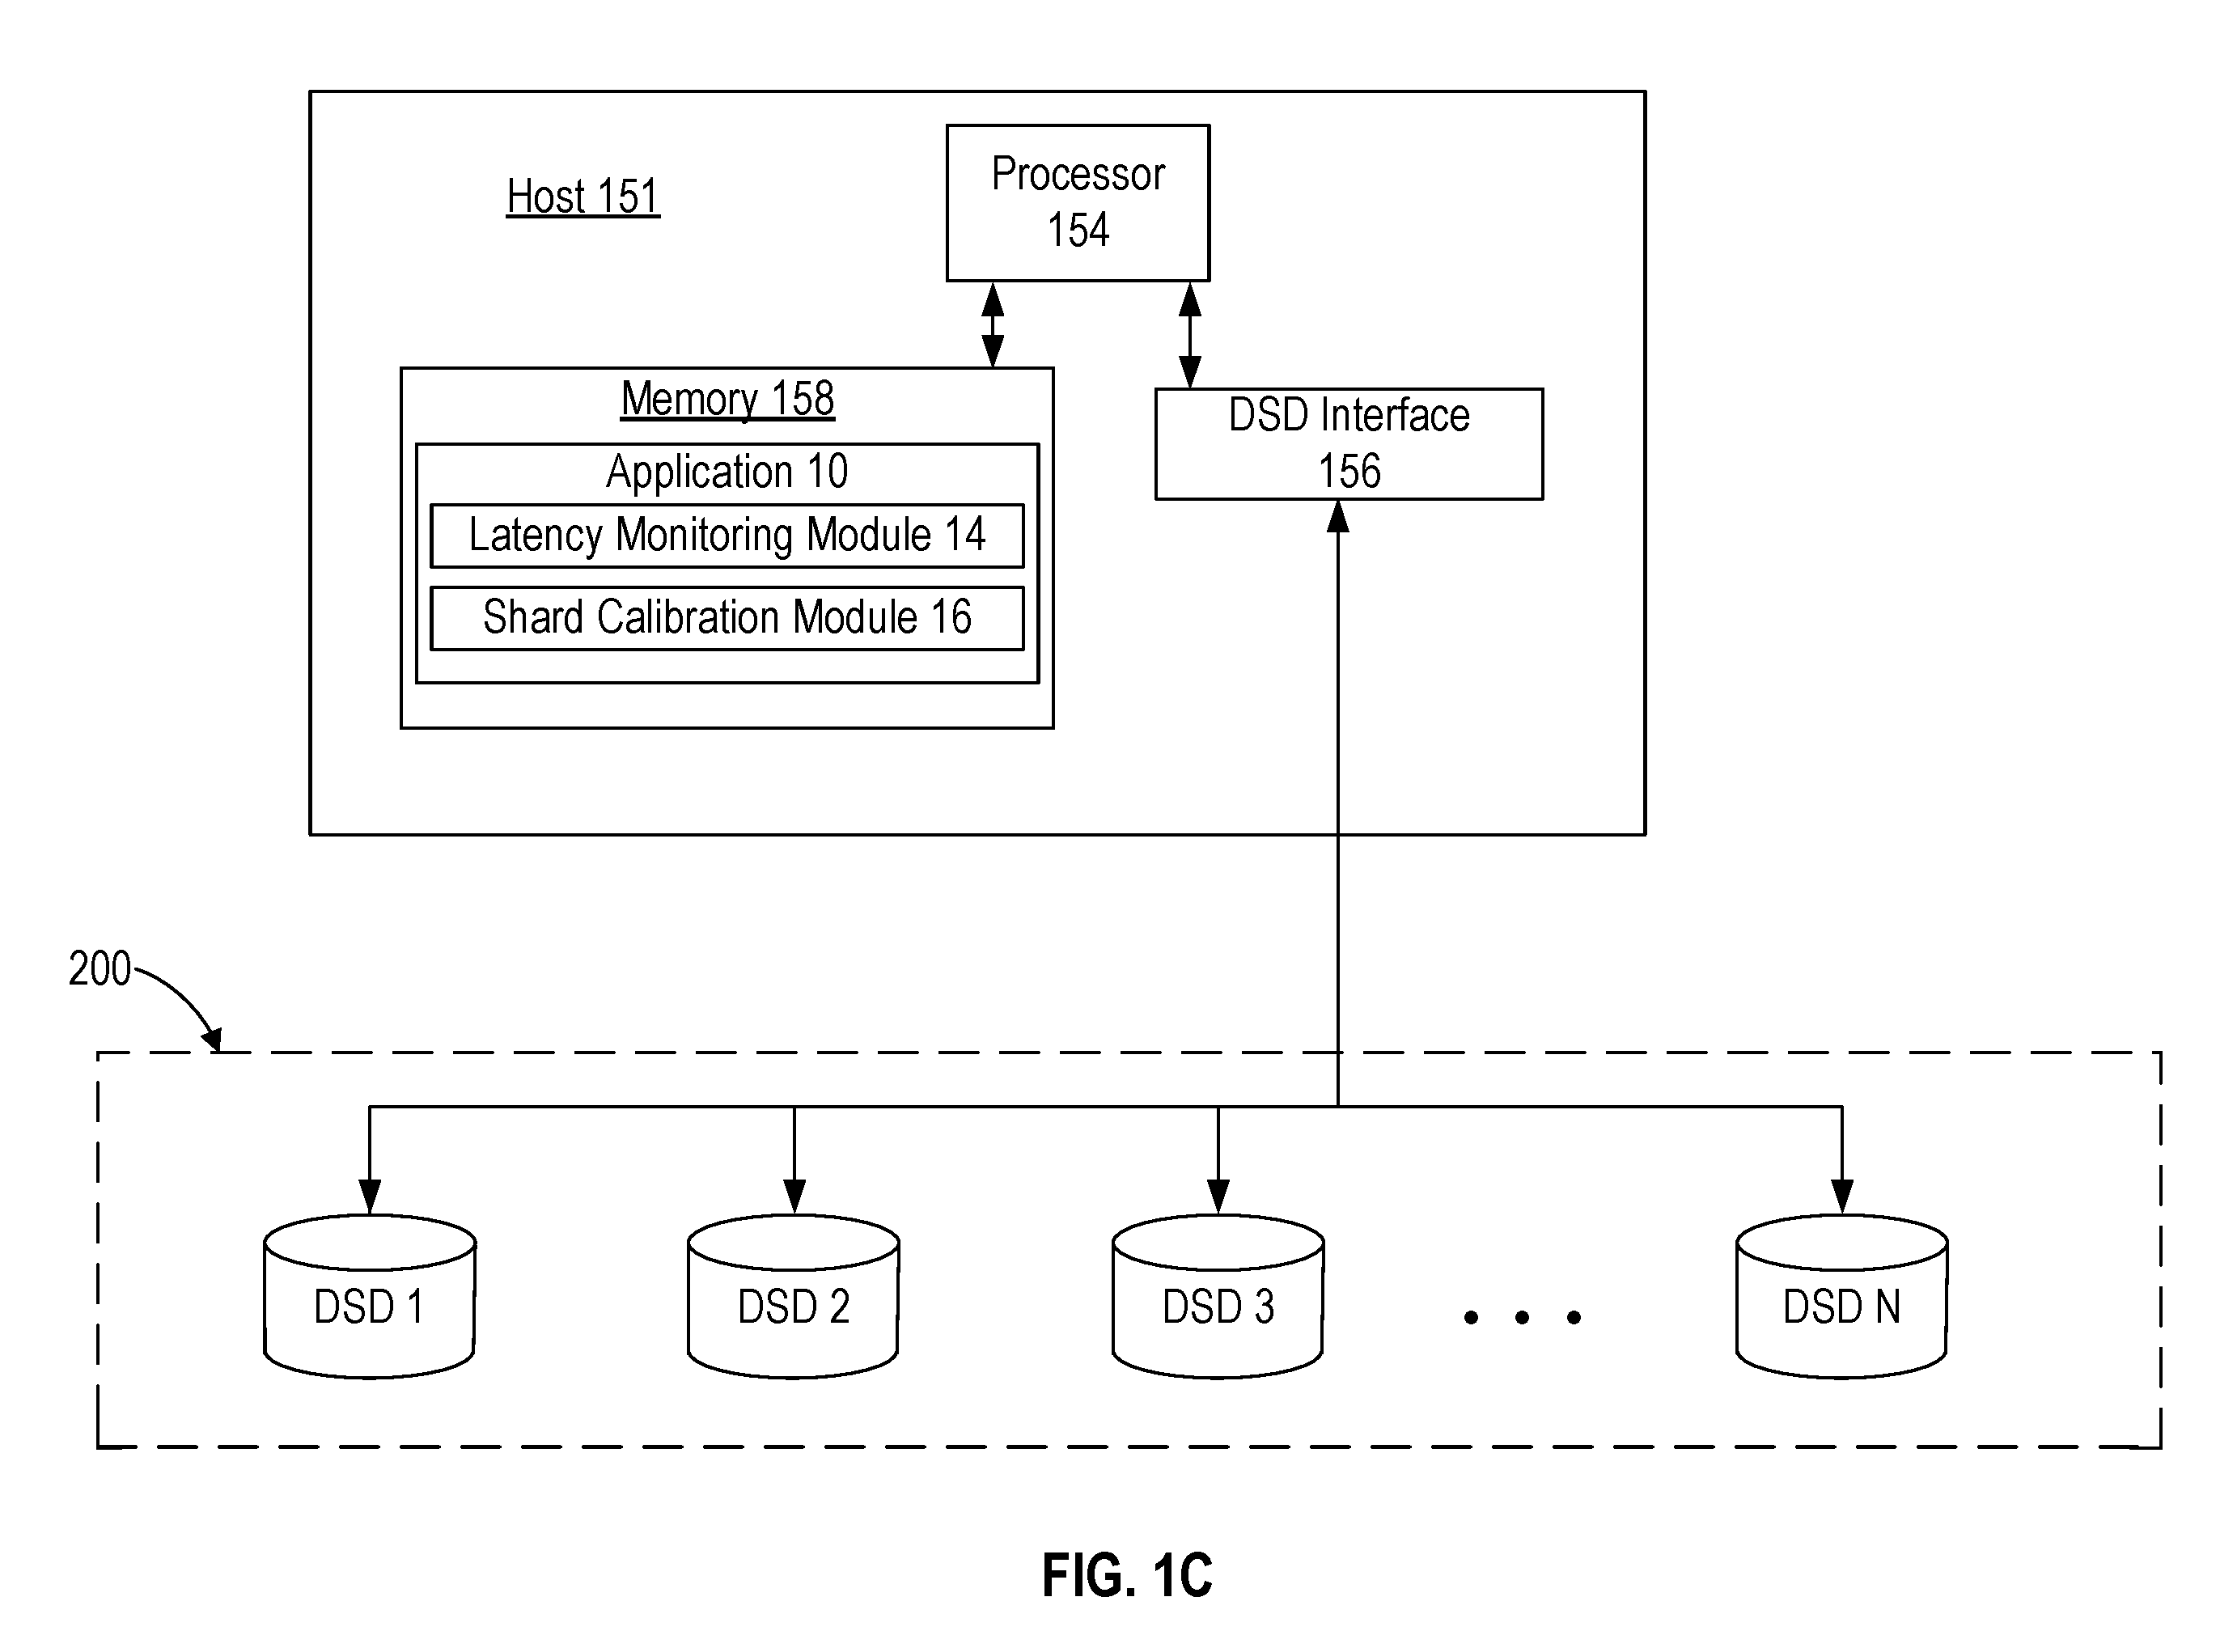 Host 151
Processor
154
Memory 158
Application 10
Latency Monitoring Module 14
Shard Calibration Module 16
DSD Interface
156
200
DSD 1
DSD 2
DSD 3
• • •
DSD N
FIG. 1C